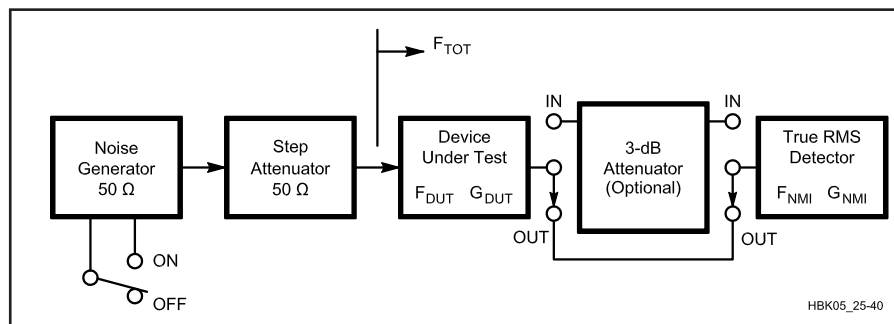 F_TOT
Noise
Generator
50 Ω
Step
Attenuator
50 Ω
Device
Under Test
F_DUT G_DUT
IN
3-dB
Attenuator
(Optional)
IN
True RMS
Detector
F_NMI G_NMI
OUT
OUT
ON
OFF
HBK05_25-40